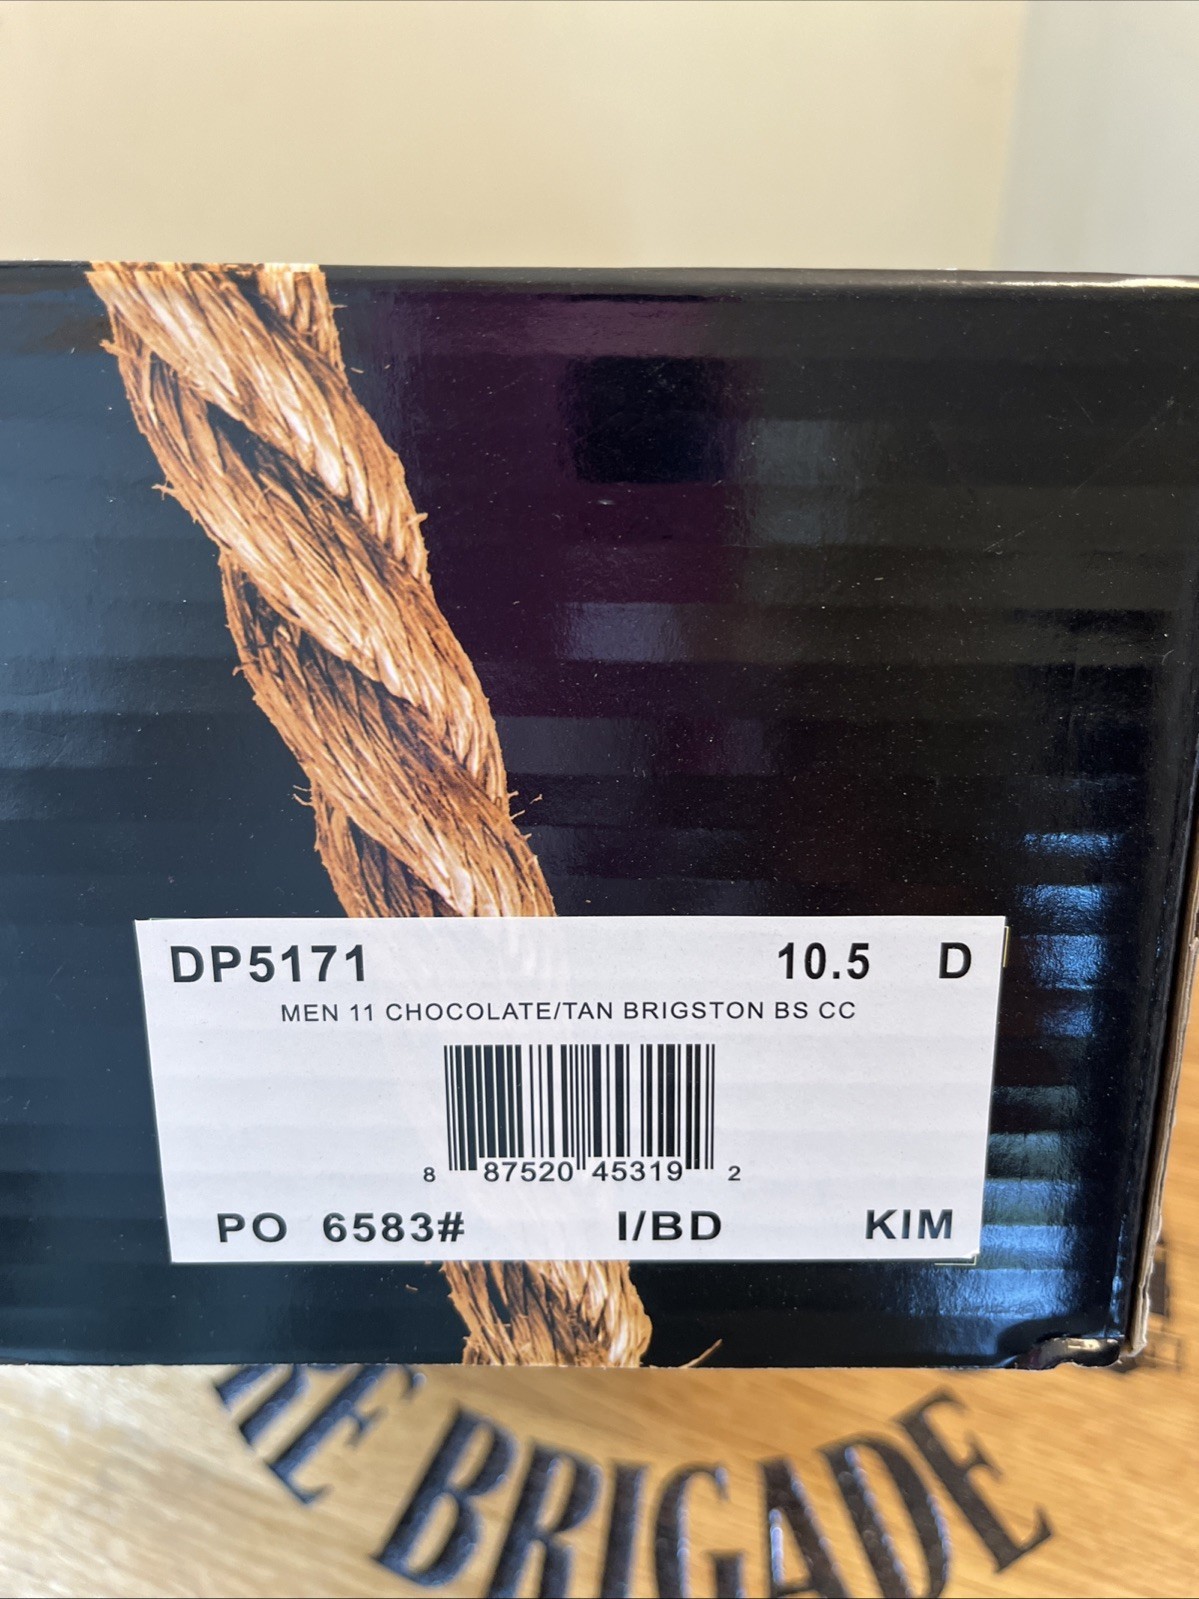 DP5171 10.5 D
MEN 11 CHOCOLATE/TAN BRIGSTON BS CC
8 87520 45319 2
PO 6583# I/BD KIM
BRIGADE